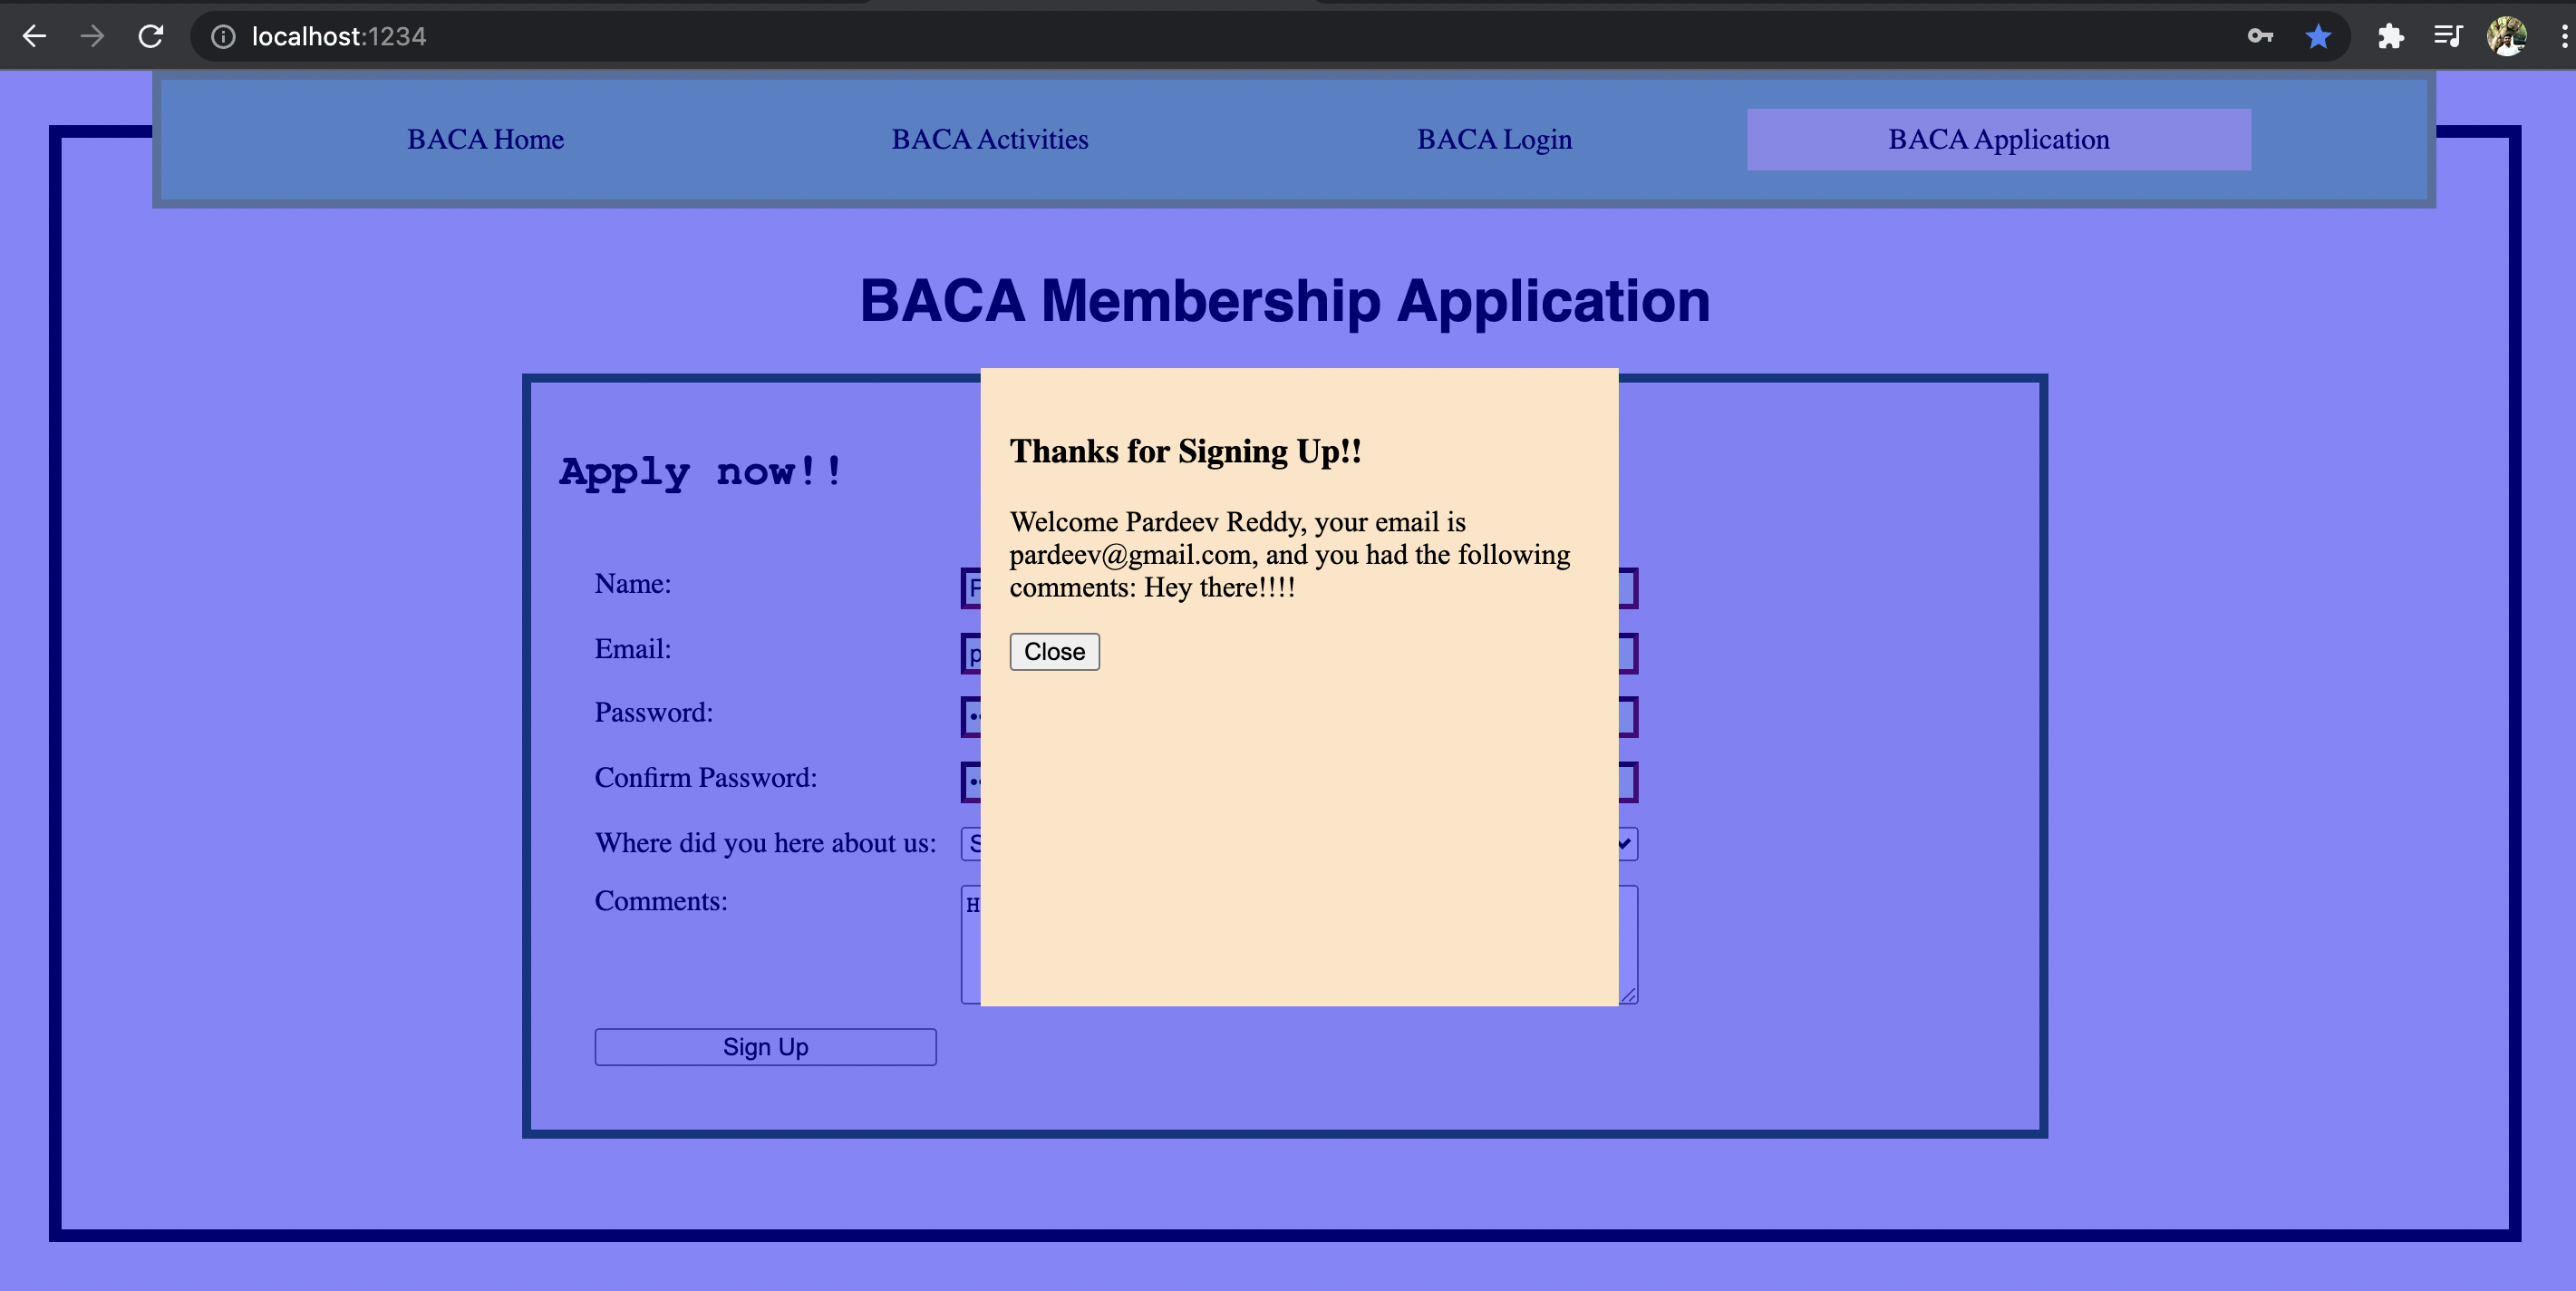 localhost:1234
BACA Home BACA Activities BACA Login BACA Application
BACA Membership Application
Apply now!!
Thanks for Signing Up!!
Welcome Pardeev Reddy, your email is
pardeev@gmail.com, and you had the following
comments: Hey there!!!!
Close
Name:
Email:
Password:
Confirm Password:
Where did you here about us:
Comments:
Sign Up